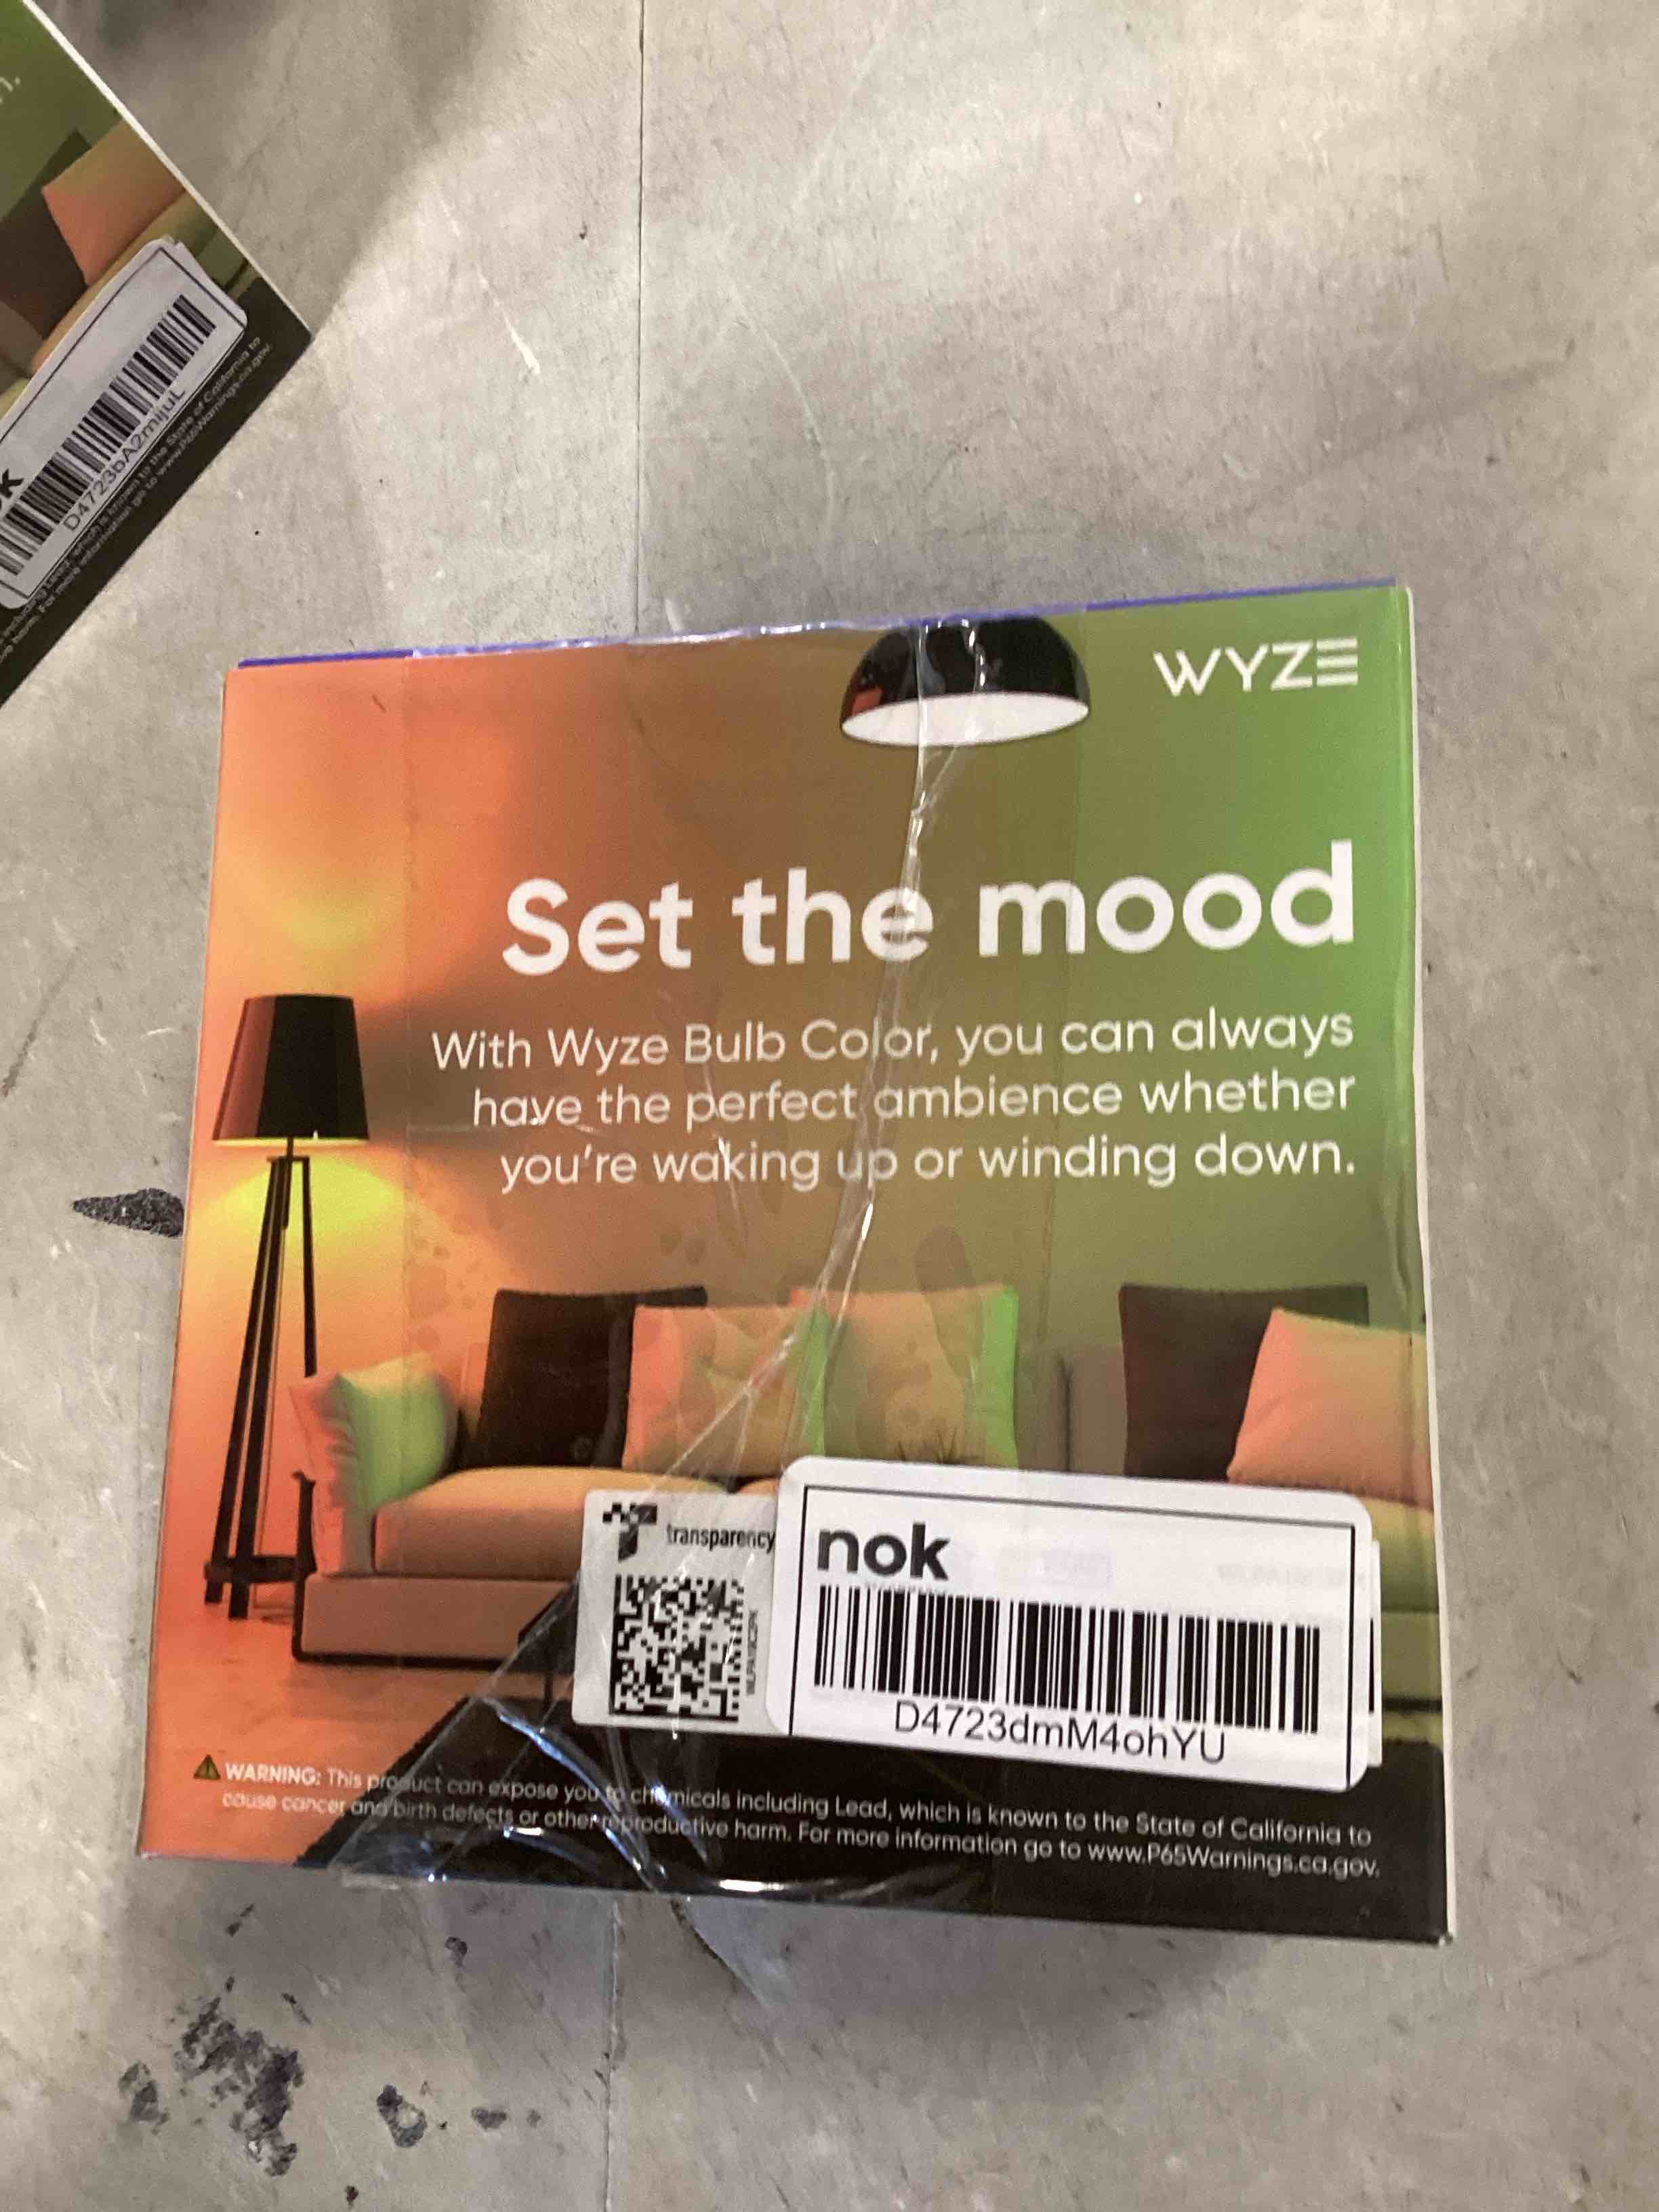 D4723bA2mijuL
WYZE
Set the mood
With Wyze Bulb Color, you can always
have the perfect ambience whether
you're waking up or winding down.
transparency
nok
D4723dmM4ohYU
WARNING: This product can expose you to chemicals including Lead, which is known to the State of California to
cause cancer and birth defects or other reproductive harm. For more information go to www.P65Warnings.ca.gov.